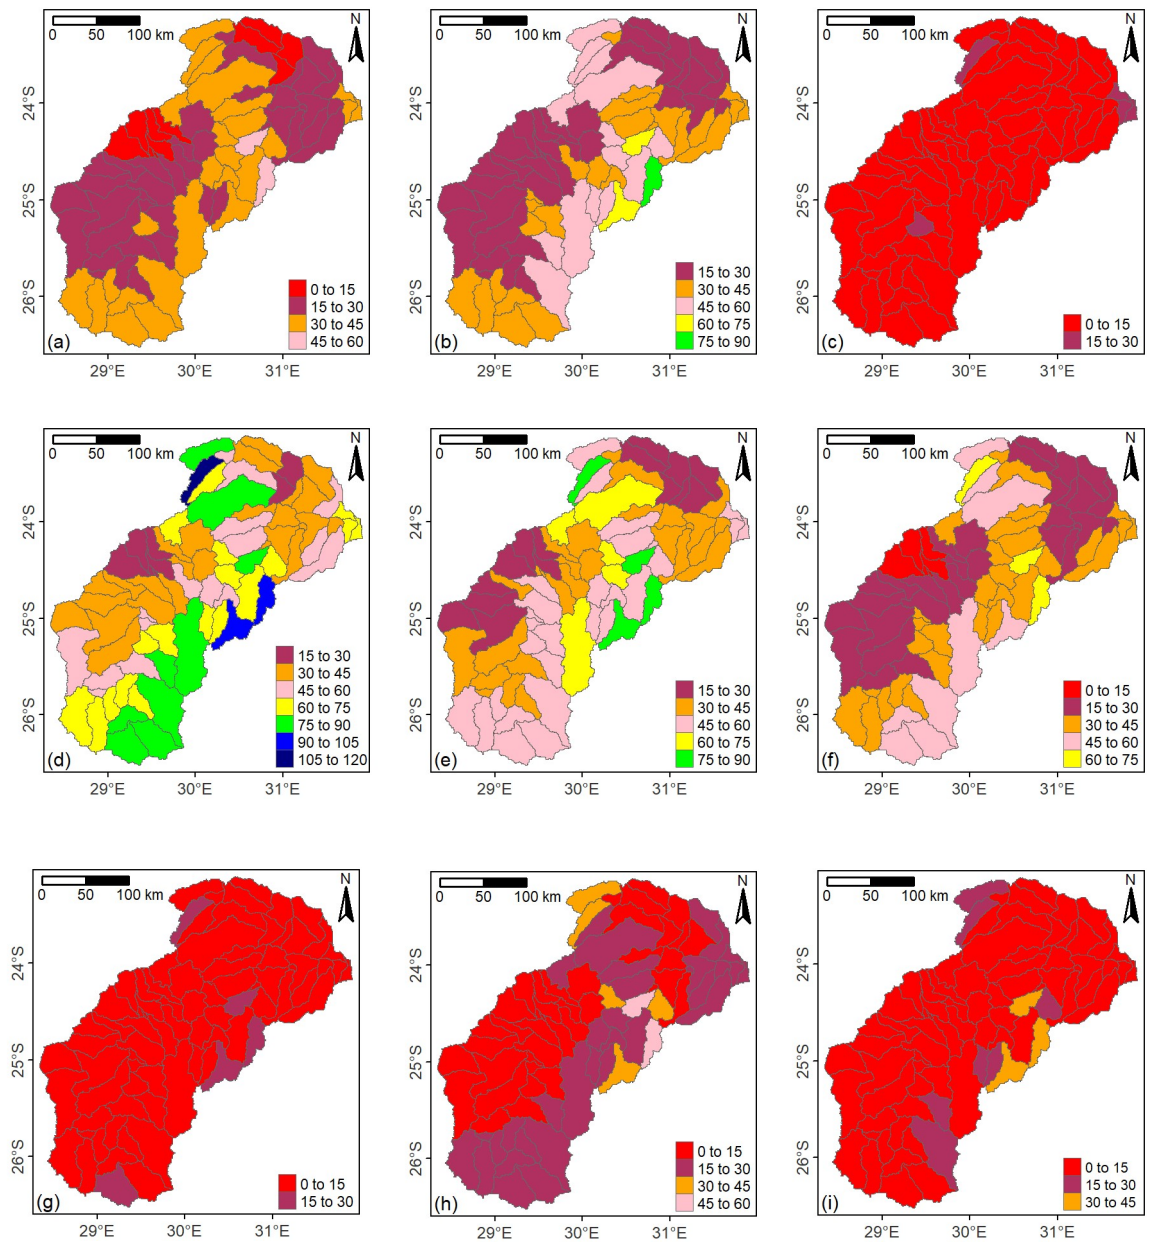 N N N
0 50 100 km 0 50 100 km 0 50 100 km
24°S 24°S 24°S
25°S 25°S 25°S
26°S 26°S 26°S
0 to 15
15 to 30
30 to 45
45 to 60
(a)
15 to 30
30 to 45
45 to 60
60 to 75
75 to 90
(b)
0 to 15
15 to 30
(c)
29°E 30°E 31°E 29°E 30°E 31°E 29°E 30°E 31°E
N N N
0 50 100 km 0 50 100 km 0 50 100 km
24°S 24°S 24°S
25°S 25°S 25°S
26°S 26°S 26°S
15 to 30
30 to 45
45 to 60
60 to 75
75 to 90
90 to 105
105 to 120
(d)
15 to 30
30 to 45
45 to 60
60 to 75
75 to 90
(e)
0 to 15
15 to 30
30 to 45
45 to 60
60 to 75
(f)
29°E 30°E 31°E 29°E 30°E 31°E 29°E 30°E 31°E
N N N
0 50 100 km 0 50 100 km 0 50 100 km
24°S 24°S 24°S
25°S 25°S 25°S
26°S 26°S 26°S
0 to 15
15 to 30
(g)
0 to 15
15 to 30
30 to 45
45 to 60
(h)
0 to 15
15 to 30
30 to 45
(i)
29°E 30°E 31°E 29°E 30°E 31°E 29°E 30°E 31°E